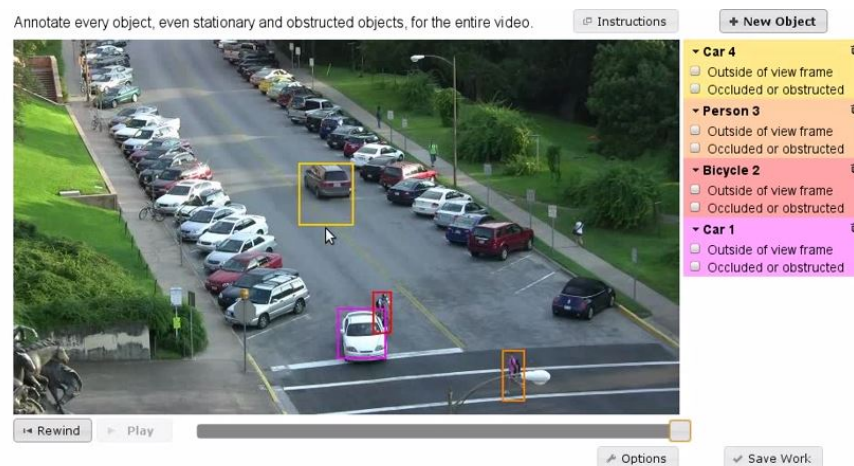 Annotate every object, even stationary and obstructed objects, for the entire video.
Instructions
+ New Object
Car 4
Outside of view frame
Occluded or obstructed
Person 3
Outside of view frame
Occluded or obstructed
Bicycle 2
Outside of view frame
Occluded or obstructed
Car 1
Outside of view frame
Occluded or obstructed
Rewind
Play
Options
Save Work